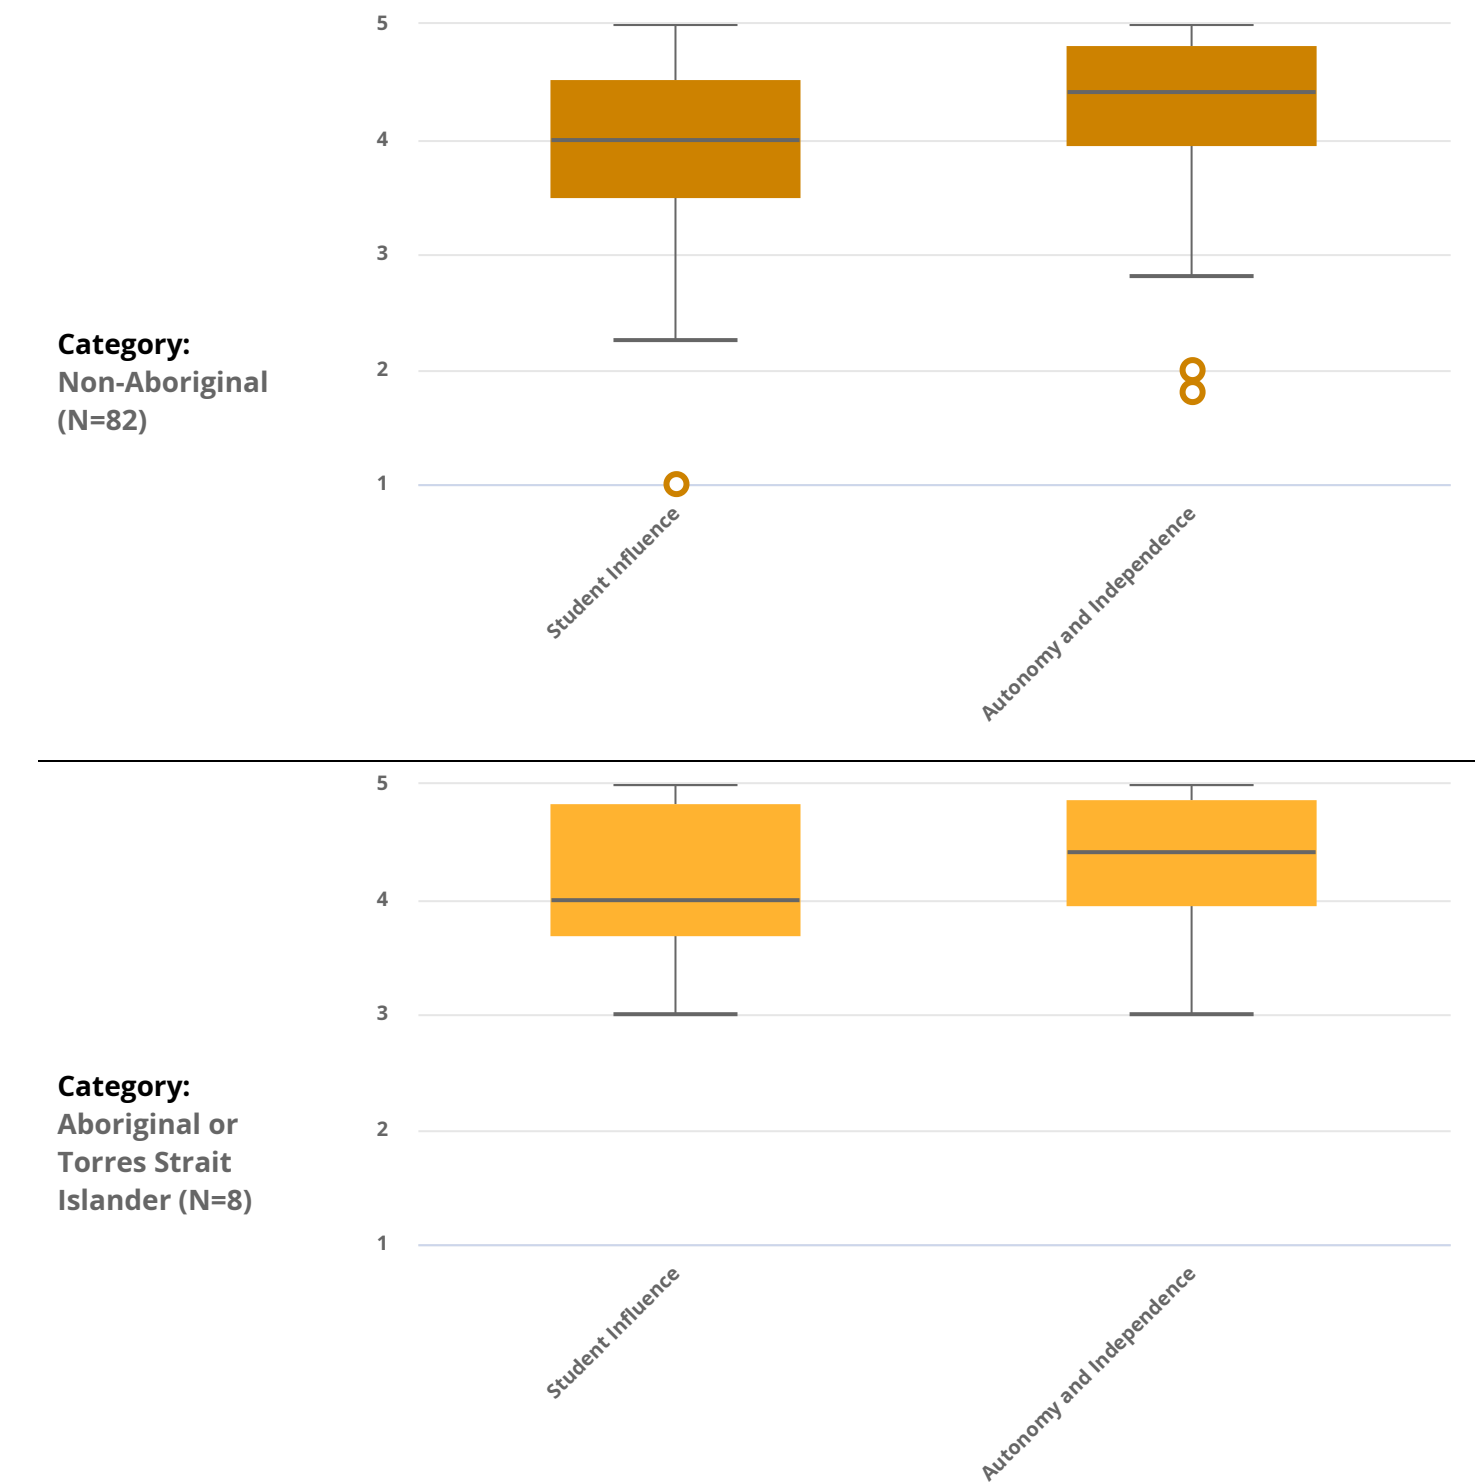 5
4
3
2
1
Category:
Non-Aboriginal
(N=82)
Student Influence
Autonomy and Independence
5
4
3
2
1
Category:
Aboriginal or
Torres Strait
Islander (N=8)
Student Influence
Autonomy and Independence